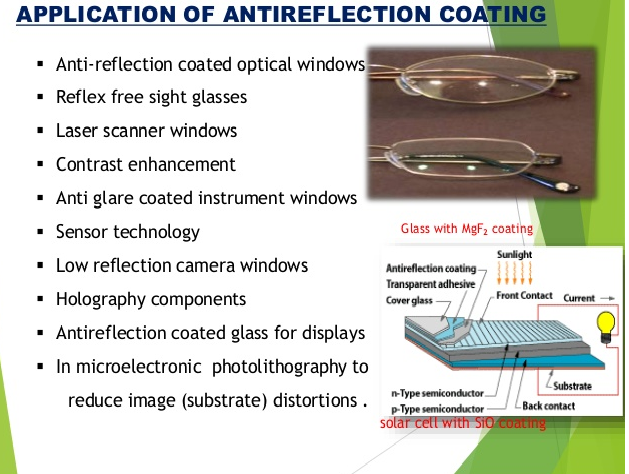 APPLICATION OF ANTIREFLECTION COATING
▪ Anti-reflection coated optical windows
▪ Reflex free sight glasses
▪ Laser scanner windows
▪ Contrast enhancement
▪ Anti glare coated instrument windows
▪ Sensor technology
▪ Low reflection camera windows
▪ Holography components
▪ Antireflection coated glass for displays
▪ In microelectronic photolithography to
reduce image (substrate) distortions .
Glass with MgF₂ coating
Sunlight
Antireflection coating
Transparent adhesive
Cover glass
Front Contact
Current
Substrate
n-Type semiconductor
p-Type semiconductor
Back contact
solar cell with SiO coating